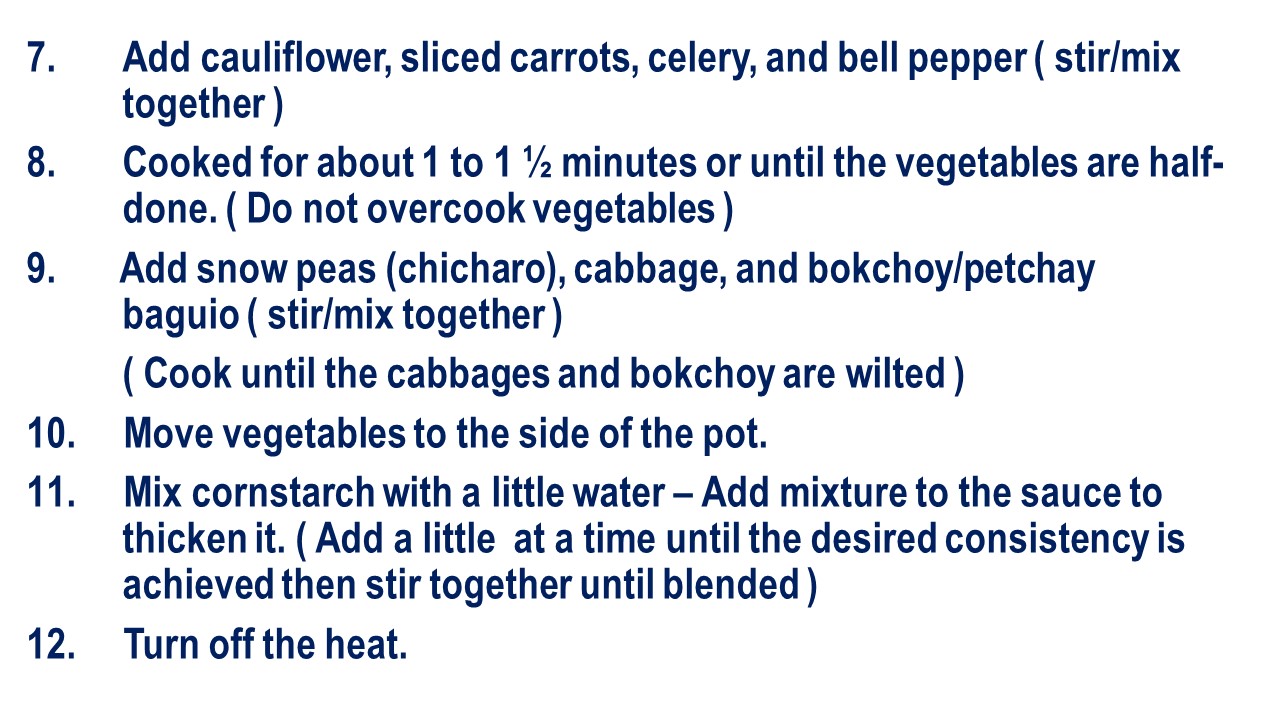 7. Add cauliflower, sliced carrots, celery, and bell pepper ( stir/mix
together )
8. Cooked for about 1 to 1 ½ minutes or until the vegetables are half-
done. ( Do not overcook vegetables )
9. Add snow peas (chicharo), cabbage, and bokchoy/petchay
baguio ( stir/mix together )
( Cook until the cabbages and bokchoy are wilted )
10. Move vegetables to the side of the pot.
11. Mix cornstarch with a little water – Add mixture to the sauce to
thicken it. ( Add a little  at a time until the desired consistency is
achieved then stir together until blended )
12. Turn off the heat.